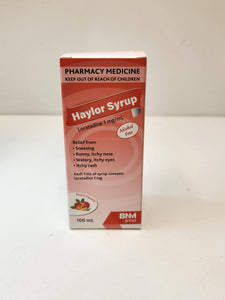 PHARMACY MEDICINE
KEEP OUT OF REACH OF CHILDREN
Haylor Syrup
Loratadine 1 mg/mL
Alcohol
Free
Relief from
• Sneezing
• Runny, itchy nose
• Watery, itchy eyes
• Itchy rash
Each 1 mL of syrup contains
loratadine 1 mg
100 mL
BNM
group